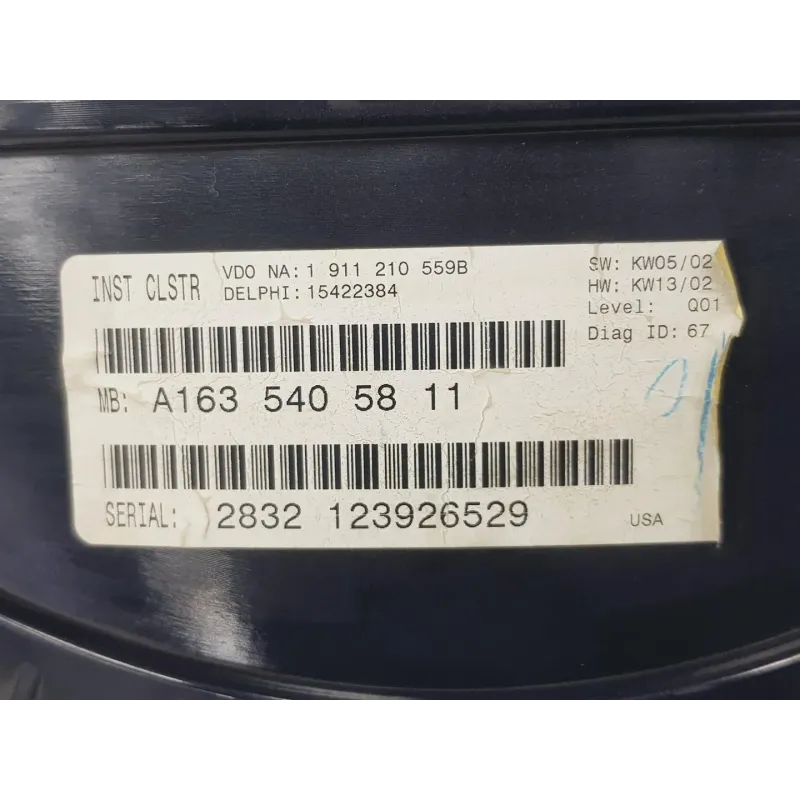 INST CLSTR
VDO NA: 1 911 210 559B
DELPHI: 15422384
SW: KW05/02
HW: KW13/02
Level: Q01
Diag ID: 67
MB: A163 540 58 11
SERIAL: 2832 123926529
USA